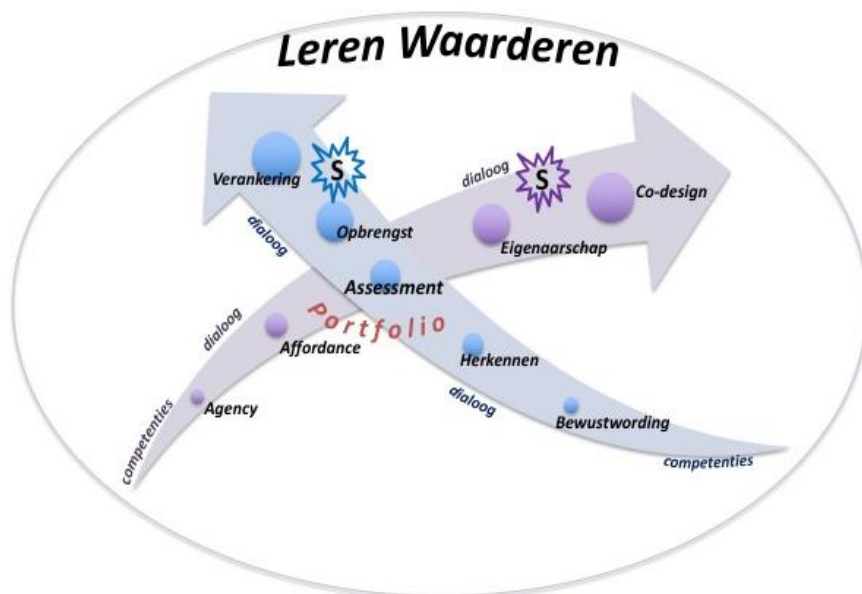 Leren Waarderen
Verankering
S
dialoog
S
Co-design
dialoog
Opbrengst
Eigenaarschap
Assessment
Portfolio
dialoog
Affordance
Herkennen
dialoog
Agency
Bewustwording
competenties
competenties